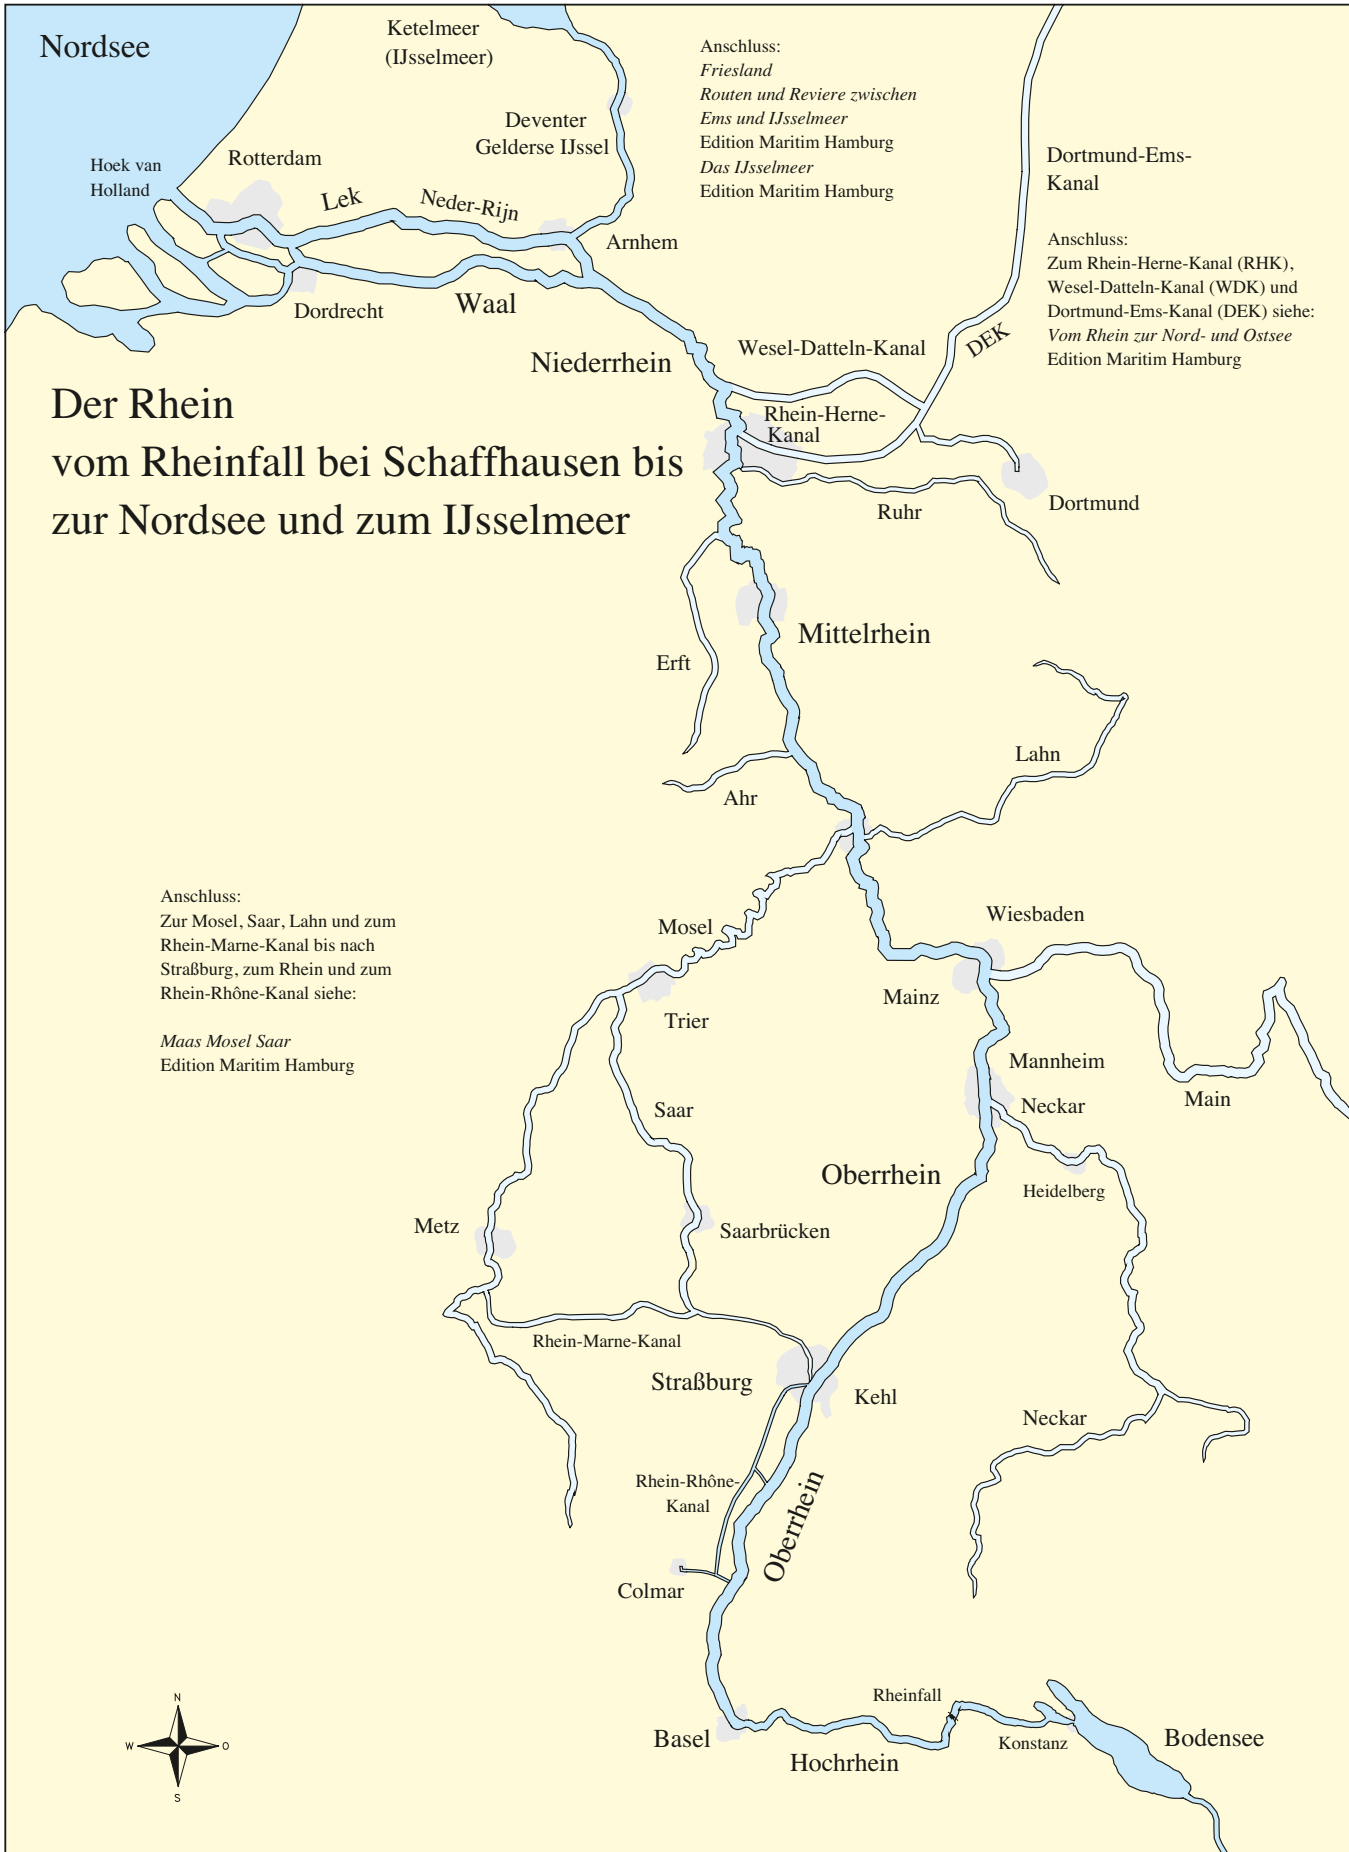 Nordsee
Ketelmeer
(IJsselmeer)
Anschluss:
Friesland
Routen und Reviere zwischen
Ems und IJsselmeer
Edition Maritim Hamburg
Das IJsselmeer
Edition Maritim Hamburg
Deventer
Gelderse IJssel
Dortmund-Ems-
Kanal
Hoek van
Holland
Rotterdam
Lek
Neder-Rijn
Arnhem
Anschluss:
Zum Rhein-Herne-Kanal (RHK),
Wesel-Datteln-Kanal (WDK) und
Dortmund-Ems-Kanal (DEK) siehe:
Vom Rhein zur Nord- und Ostsee
Edition Maritim Hamburg
Dordrecht
Waal
DEK
Wesel-Datteln-Kanal
Niederrhein
Der Rhein
vom Rheinfall bei Schaffhausen bis
zur Nordsee und zum IJsselmeer
Rhein-Herne-
Kanal
Dortmund
Ruhr
Mittelrhein
Erft
Lahn
Ahr
Anschluss:
Zur Mosel, Saar, Lahn und zum
Rhein-Marne-Kanal bis nach
Straßburg, zum Rhein und zum
Rhein-Rhône-Kanal siehe:
Maas Mosel Saar
Edition Maritim Hamburg
Mosel
Wiesbaden
Mainz
Trier
Mannheim
Neckar
Main
Saar
Oberrhein
Heidelberg
Metz
Saarbrücken
Rhein-Marne-Kanal
Straßburg
Kehl
Neckar
Rhein-Rhône-
Kanal
Oberrhein
Colmar
Rheinfall
Basel
Hochrhein
Konstanz
Bodensee
N
W
O
S